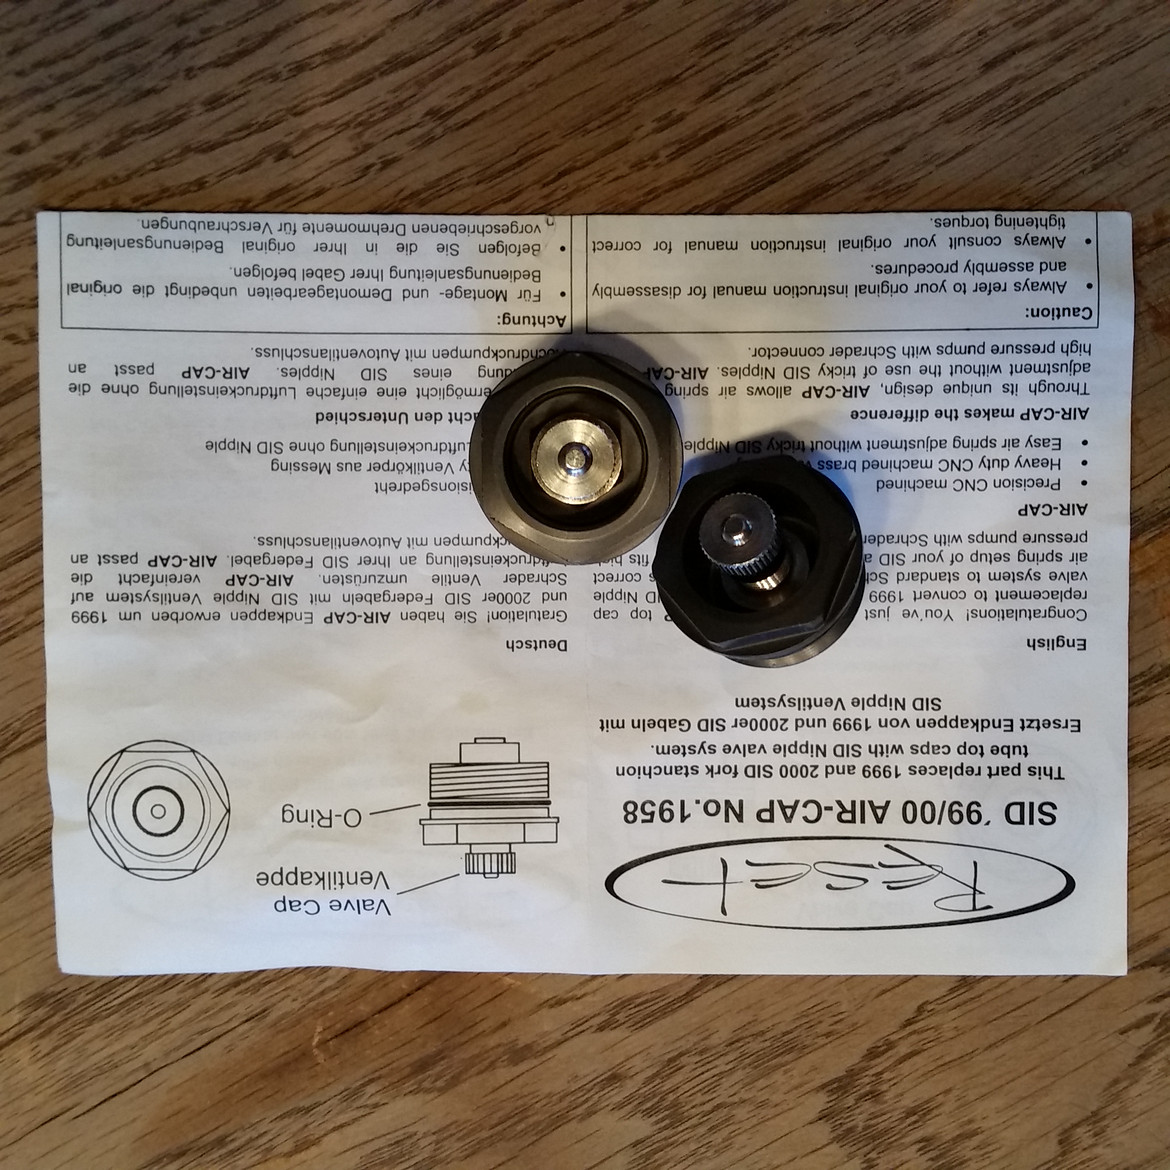 Reset
SID ´99/00 AIR-CAP No.1958
This part replaces 1999 and 2000 SID fork stanchion
tube top caps with SID Nipple valve system.
Ersetzt Endkappen von 1999 und 2000er SID Gabeln mit
SID Nipple Ventilsystem
Valve Cap
Ventilkappe
O-Ring
English
Congratulations! You've just top cap
replacement to convert 1999 SID Nipple
valve system to standard correct
air spring setup of your SID fits
pressure pumps with Schrader
AIR-CAP
• Precision CNC machined
• Heavy duty CNC machined brass
• Easy air spring adjustment without tricky SID Nipple
AIR-CAP makes the difference
Through its unique design, AIR-CAP allows air spring
adjustment without the use of tricky SID Nipples. AIR-CAP
high pressure pumps with Schrader connector.
Caution:
• Always refer to your original instruction manual for disassembly
and assembly procedures.
• Always consult your original instruction manual for correct
tightening torques.
Deutsch
Gratulation! Sie haben AIR-CAP Endkappen erworben um 1999
und 2000er SID Federgabeln mit SID Nipple Ventilsystem auf
Schrader Ventile umzurüsten. AIR-CAP vereinfacht die
Luftdruckeinstellung an Ihrer SID Federgabel. AIR-CAP passt an
mit Autoventilanschluss.
Ventilkörper aus Messing
ohne SID Nipple
den Unterschied
ermöglicht eine einfache Luftdruckeinstellung ohne die
eines SID Nipples. AIR-CAP passt an
Hochdruckpumpen mit Autoventilanschluss.
Achtung:
• Für Montage- und Demontagearbeiten unbedingt die original
Bedienungsanleitung Ihrer Gabel befolgen.
• Befolgen Sie die in Ihrer original Bedienungsanleitung
vorgeschriebenen Drehmomente für Verschraubungen.